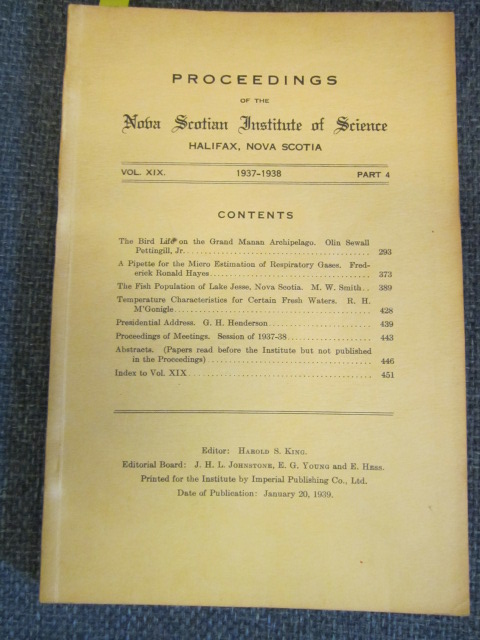 PROCEEDINGS
OF THE
Nova Scotian Institute of Science
HALIFAX, NOVA SCOTIA
VOL. XIX. 1937-1938 PART 4
CONTENTS
The Bird Life on the Grand Manan Archipelago. Olin Sewall
Pettingill, Jr. 293
A Pipette for the Micro Estimation of Respiratory Gases. Fred-
erick Ronald Hayes 373
The Fish Population of Lake Jesse, Nova Scotia. M. W. Smith 389
Temperature Characteristics for Certain Fresh Waters. R. H.
M'Gonigle 428
Presidential Address. G. H. Henderson 439
Proceedings of Meetings. Session of 1937-38 443
Abstracts. (Papers read before the Institute but not published
in the Proceedings) 446
Index to Vol. XIX 451
Editor: HAROLD S. KING.
Editorial Board: J. H. L. JOHNSTONE, E. G. YOUNG and E. HESS.
Printed for the Institute by Imperial Publishing Co., Ltd.
Date of Publication: January 20, 1939.